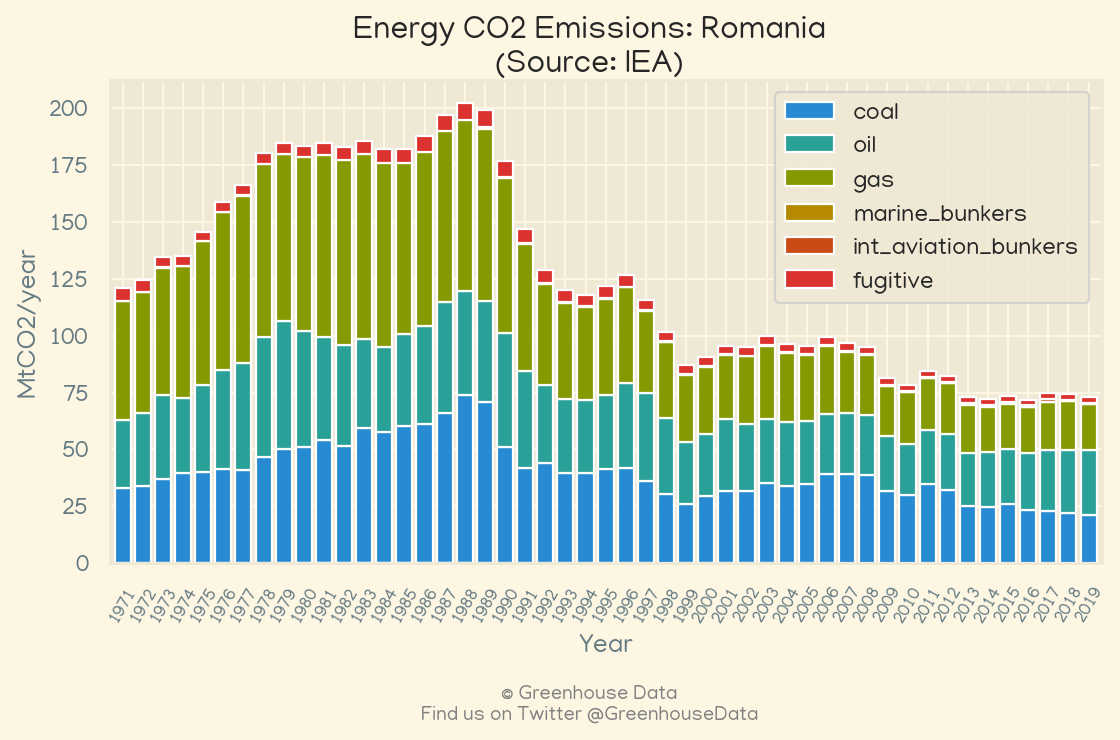 Energy CO2 Emissions: Romania
(Source: IEA)
200
175
150
125
100
75
50
25
0
MtCO2/year
coal
oil
gas
marine_bunkers
int_aviation_bunkers
fugitive
1971 1972 1973 1974 1975 1976 1977 1978 1979 1980 1981 1982 1983 1984 1985 1986 1987 1988 1989 1990 1991 1992 1993 1994 1995 1996 1997 1998 1999 2000 2001 2002 2003 2004 2005 2006 2007 2008 2009 2010 2011 2012 2013 2014 2015 2016 2017 2018 2019
Year
© Greenhouse Data
Find us on Twitter @GreenhouseData